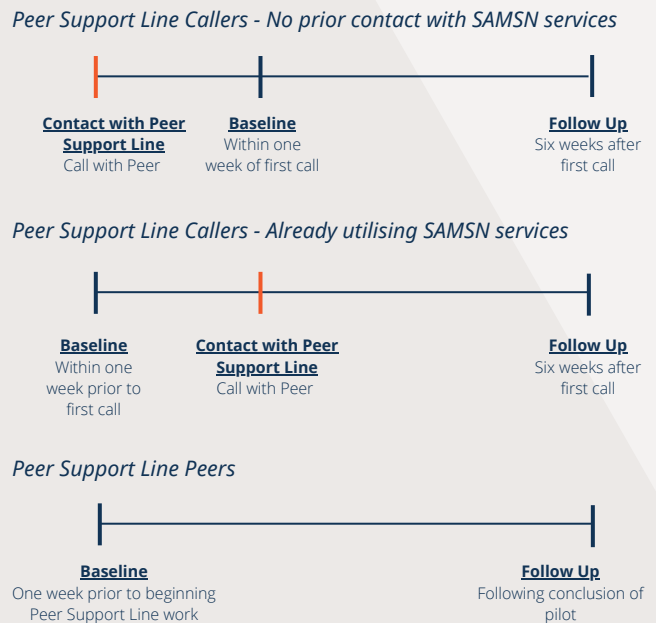 Peer Support Line Callers - No prior contact with SAMSN services
Contact with Peer
Support Line
Call with Peer
Baseline
Within one
week of first call
Follow Up
Six weeks after
first call
Peer Support Line Callers - Already utilising SAMSN services
Baseline
Within one
week prior to
first call
Contact with Peer
Support Line
Call with Peer
Follow Up
Six weeks after
first call
Peer Support Line Peers
Baseline
One week prior to beginning
Peer Support Line work
Follow Up
Following conclusion of
pilot